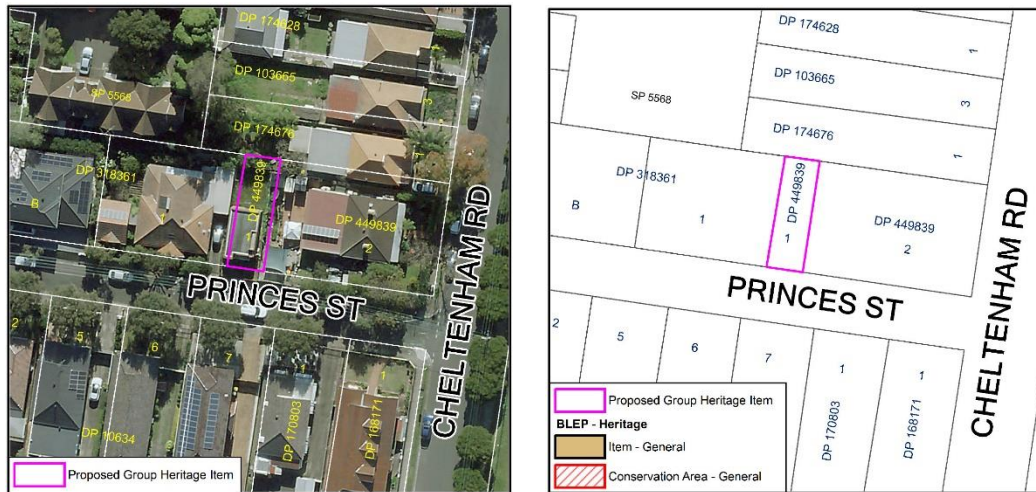 DP 174628
DP 103665
SP 5568
3
DP 174676
1
DP 318361
DP 449839
B
1
1
DP 449839
2
PRINCES ST
CHELTENHAM RD
2
5
6
7
1
1
DP 10634
DP 170803
DP 168171
Proposed Group Heritage Item
DP 174628
1
DP 103665
3
SP 5568
DP 174676
1
DP 318361
DP 449839
B
1
1
DP 449839
2
PRINCES ST
CHELTENHAM RD
2
5
6
7
1
1
DP 170803
DP 168171
Proposed Group Heritage Item
BLEP - Heritage
Item - General
Conservation Area - General